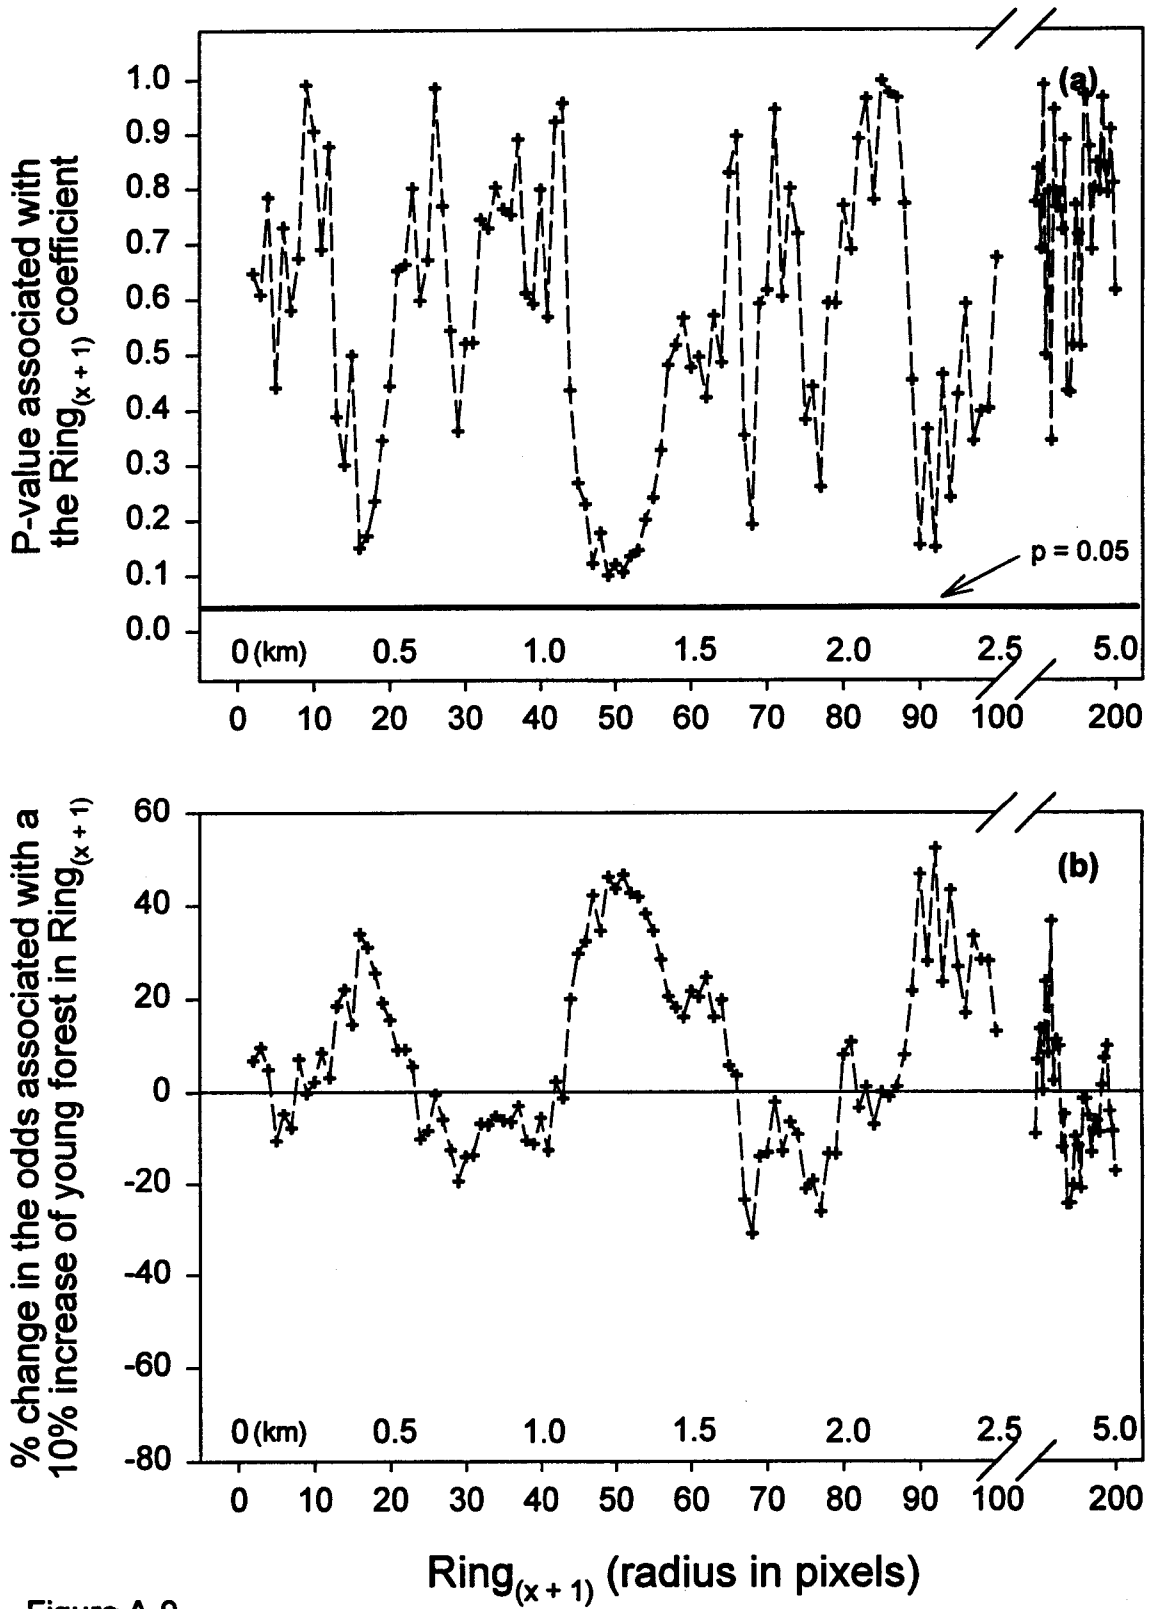 (a)
P-value associated with
the Ring(x + 1) coefficient
1.0
0.9
0.8
0.7
0.6
0.5
0.4
0.3
0.2
0.1
0.0
p = 0.05
0 (km) 0.5 1.0 1.5 2.0 2.5 5.0
0 10 20 30 40 50 60 70 80 90 100 200
(b)
% change in the odds associated with a
10% increase of young forest in Ring(x + 1)
60
40
20
0
-20
-40
-60
-80
0 (km) 0.5 1.0 1.5 2.0 2.5 5.0
0 10 20 30 40 50 60 70 80 90 100 200
Ring(x + 1) (radius in pixels)
Figure A-9